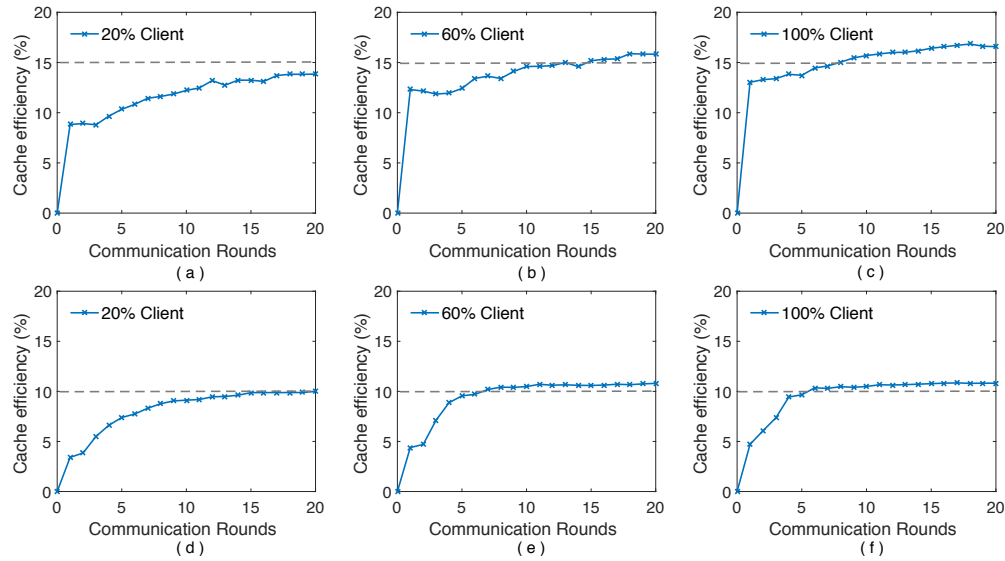 20% Client
Cache efficiency (%)
20
15
10
5
0
0 5 10 15 20
Communication Rounds
( a )
60% Client
Cache efficiency (%)
20
15
10
5
0
0 5 10 15 20
Communication Rounds
( b )
100% Client
Cache efficiency (%)
20
15
10
5
0
0 5 10 15 20
Communication Rounds
( c )
20% Client
Cache efficiency (%)
20
15
10
5
0
0 5 10 15 20
Communication Rounds
( d )
60% Client
Cache efficiency (%)
20
15
10
5
0
0 5 10 15 20
Communication Rounds
( e )
100% Client
Cache efficiency (%)
20
15
10
5
0
0 5 10 15 20
Communication Rounds
( f )